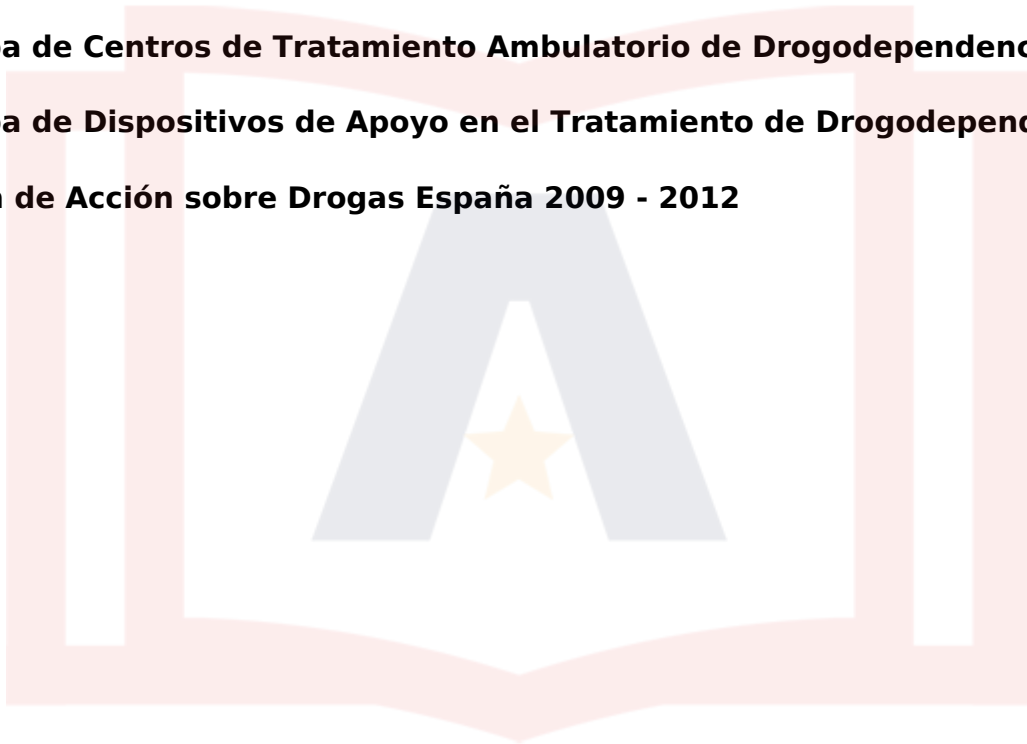 a de Centros de Tratamiento Ambulatorio de Drogodependenc
a de Dispositivos de Apoyo en el Tratamiento de Drogodepend
de Acción sobre Drogas España 2009 - 2012